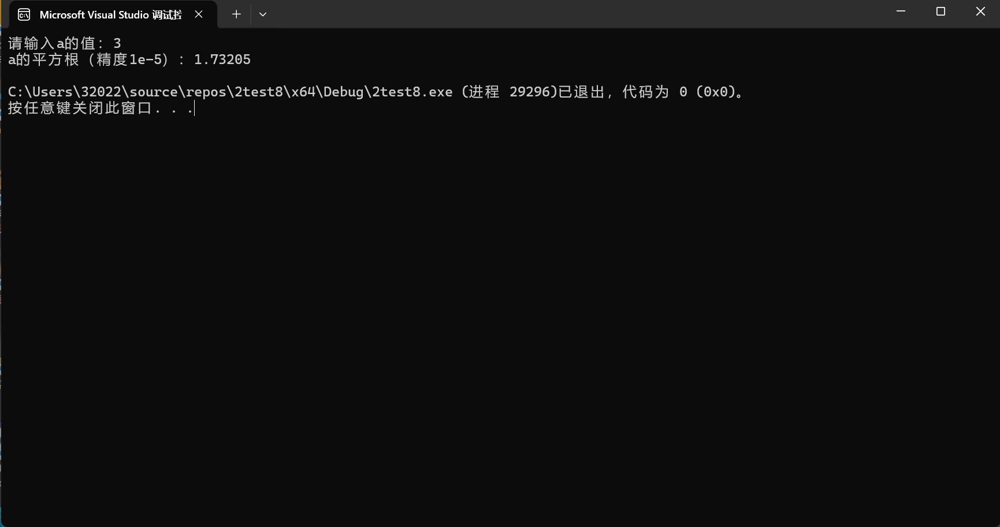 Microsoft Visual Studio 调试控
请输入a的值：3
a的平方根（精度1e-5）：1.73205
C:\Users\32022\source\repos\2test8\x64\Debug\2test8.exe (进程 29296)已退出，代码为 0 (0x0)。
按任意键关闭此窗口. . .